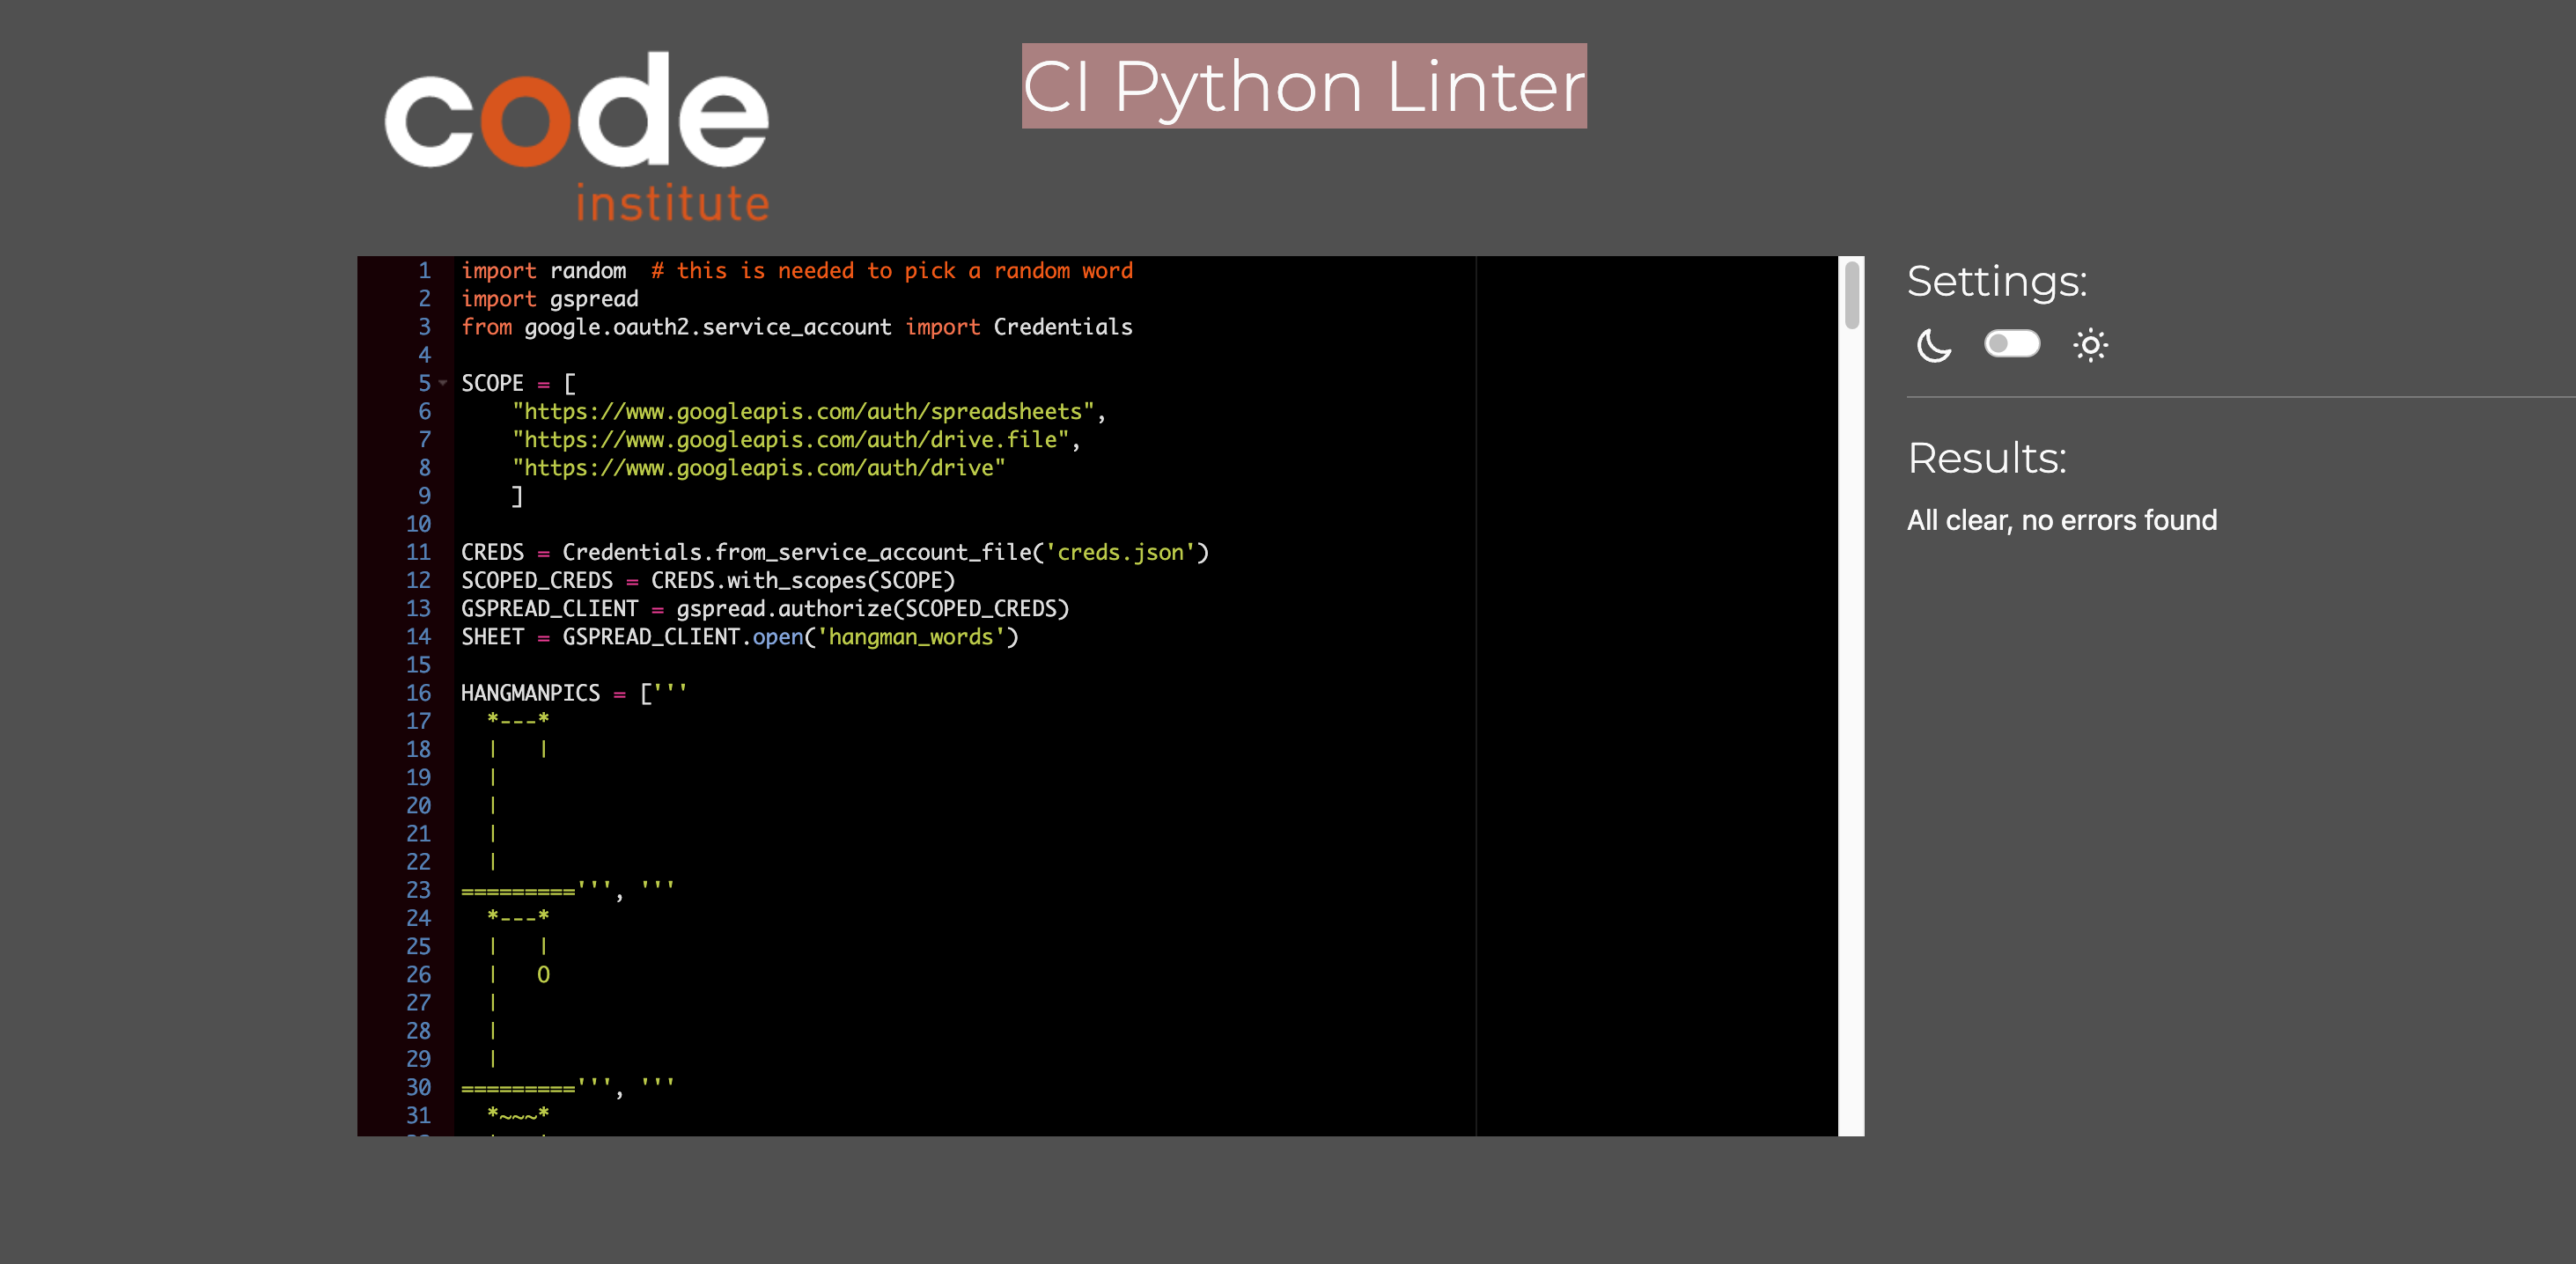 code
institute
CI Python Linter
1 import random  # this is needed to pick a random word
2 import gspread
3 from google.oauth2.service_account import Credentials
4
5 SCOPE = [
6     "https://www.googleapis.com/auth/spreadsheets",
7     "https://www.googleapis.com/auth/drive.file",
8     "https://www.googleapis.com/auth/drive"
9     ]
10
11 CREDS = Credentials.from_service_account_file('creds.json')
12 SCOPED_CREDS = CREDS.with_scopes(SCOPE)
13 GSPREAD_CLIENT = gspread.authorize(SCOPED_CREDS)
14 SHEET = GSPREAD_CLIENT.open('hangman_words')
15
16 HANGMANPICS = ['''
17   *---*
18   |   |
19   |
20   |
21   |
22   |
23 =========''', '''
24   *---*
25   |   |
26   |   O
27   |
28   |
29   |
30 =========''', '''
31   *~~~*
Settings:
Results:
All clear, no errors found